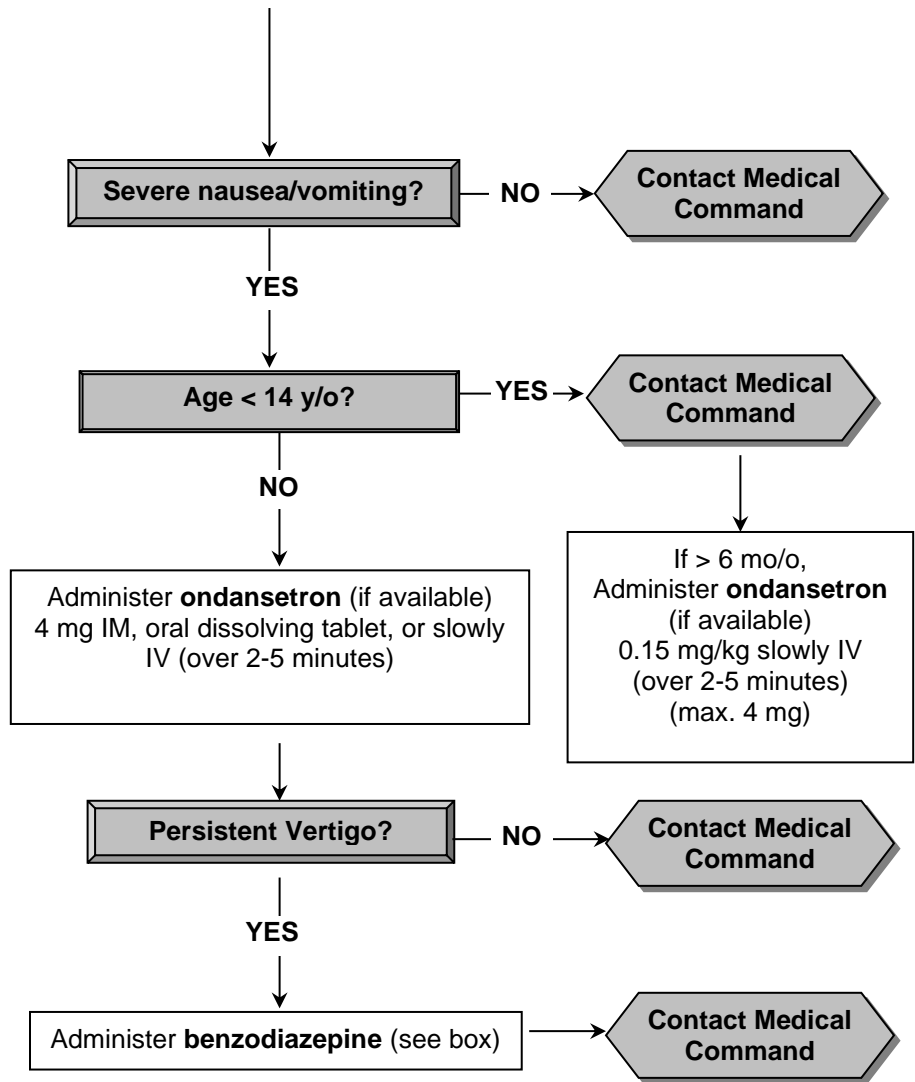 Severe nausea/vomiting?
NO
Contact Medical
Command
YES
Age < 14 y/o?
YES
Contact Medical
Command
NO
Administer ondansetron (if available)
4 mg IM, oral dissolving tablet, or slowly
IV (over 2-5 minutes)
If > 6 mo/o,
Administer ondansetron
(if available)
0.15 mg/kg slowly IV
(over 2-5 minutes)
(max. 4 mg)
Persistent Vertigo?
NO
Contact Medical
Command
YES
Administer benzodiazepine (see box)
Contact Medical
Command